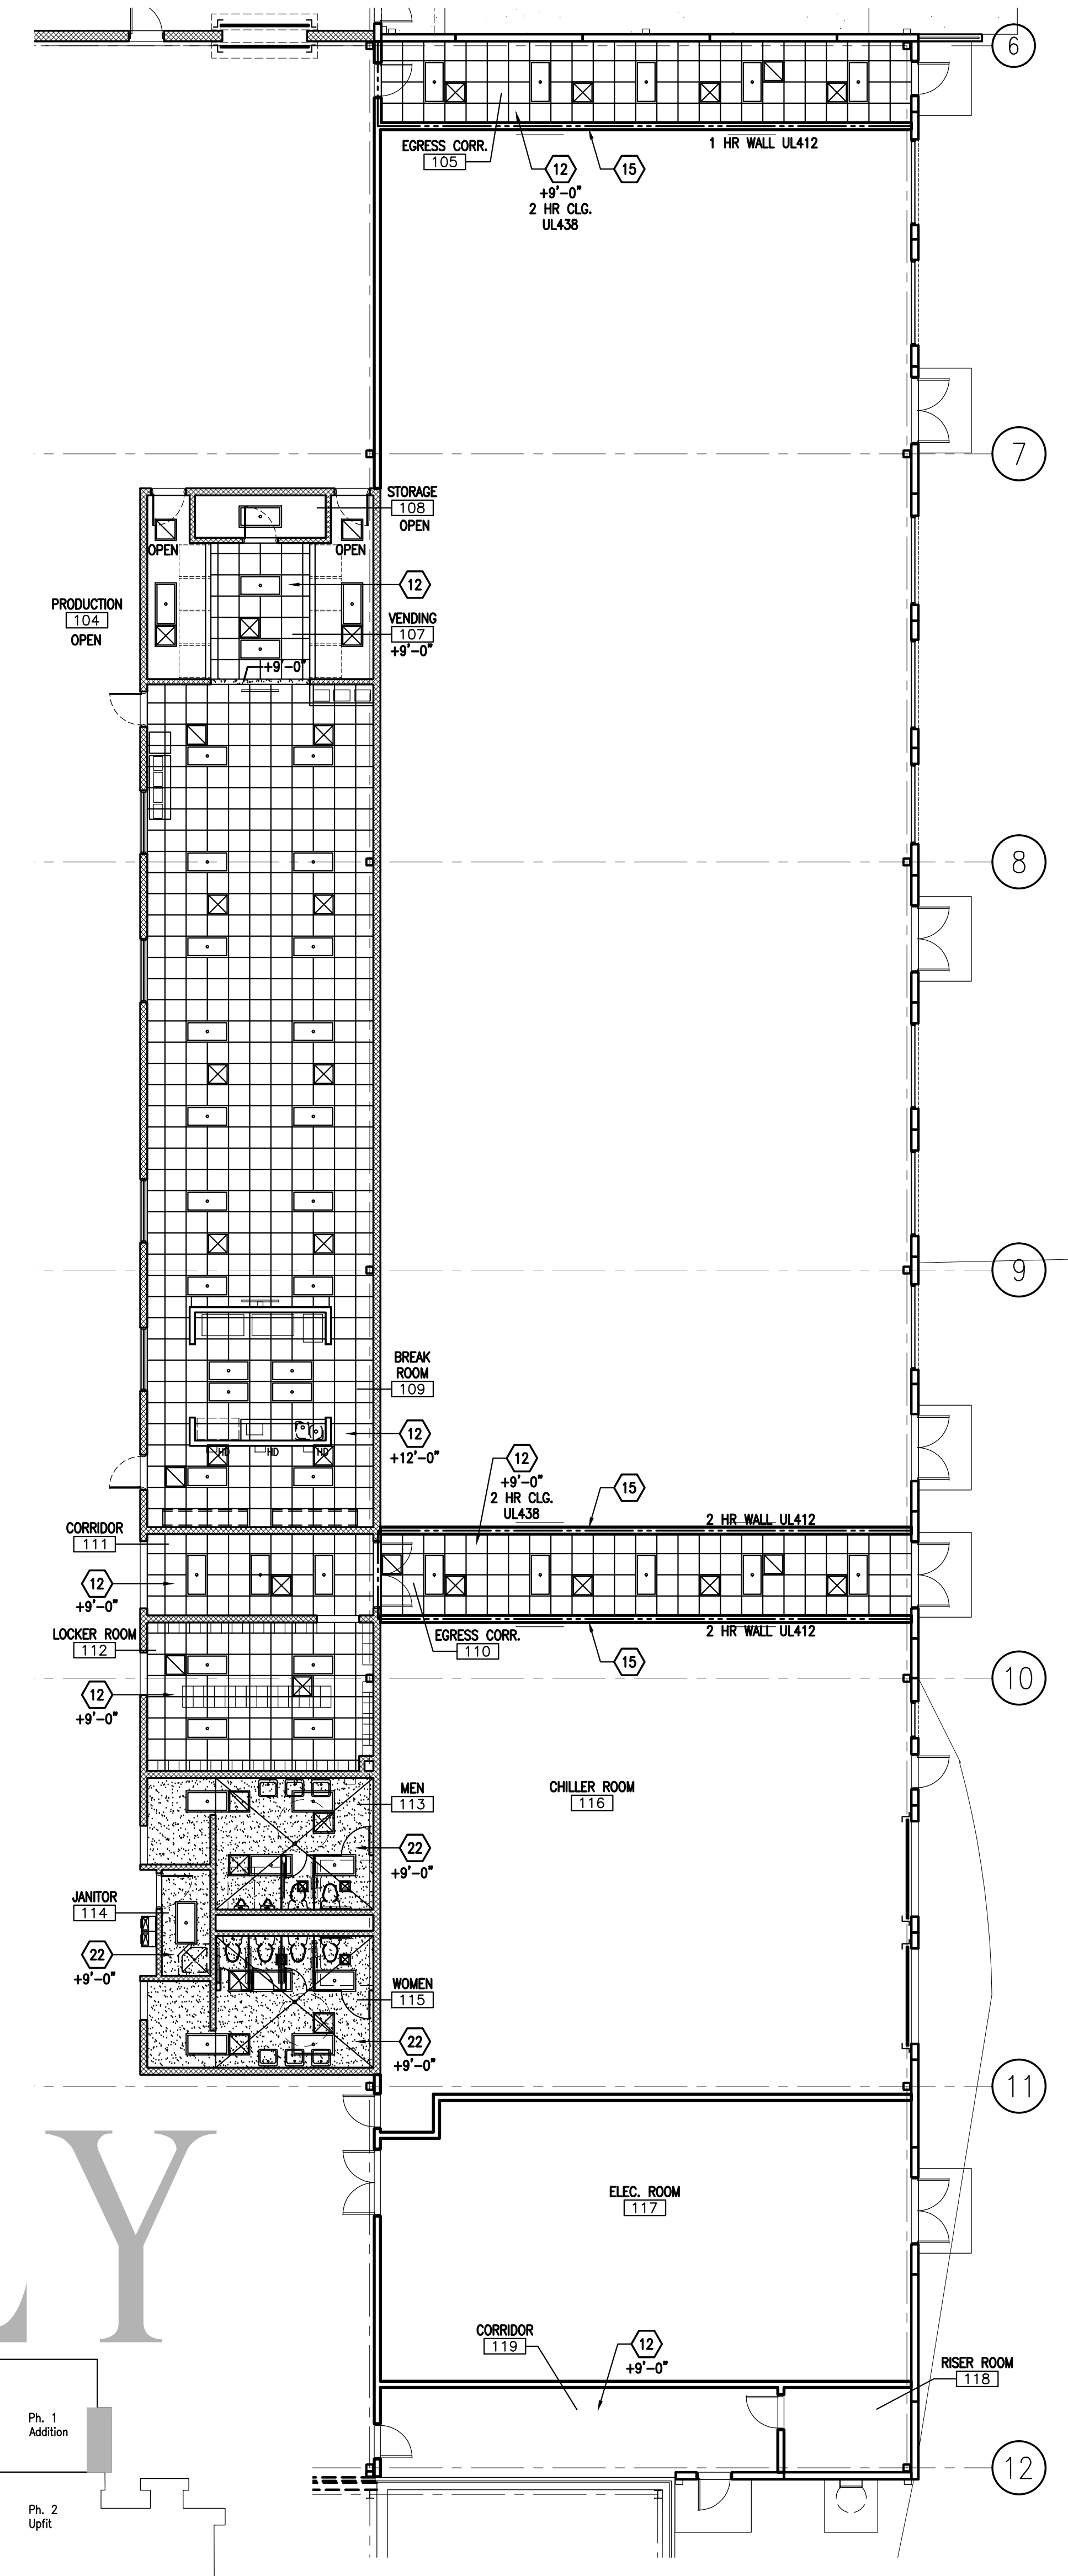 6
EGRESS CORR.
105
12
+9'-0"
2 HR CLG.
UL438
15
1 HR WALL UL412
7
STORAGE
108
OPEN
OPEN
OPEN
12
PRODUCTION
104
OPEN
VENDING
107
+9'-0"
+9'-0"
8
9
BREAK
ROOM
109
12
+12'-0"
HD
HD
HD
12
+9'-0"
2 HR CLG.
UL438
15
2 HR WALL UL412
CORRIDOR
111
12
+9'-0"
LOCKER ROOM
112
12
+9'-0"
EGRESS CORR.
110
15
2 HR WALL UL412
10
MEN
113
22
+9'-0"
CHILLER ROOM
116
JANITOR
114
22
+9'-0"
WOMEN
115
22
+9'-0"
11
LY
ELEC. ROOM
117
CORRIDOR
119
12
+9'-0"
RISER ROOM
118
12
Ph. 1
Addition
Ph. 2
Upfit